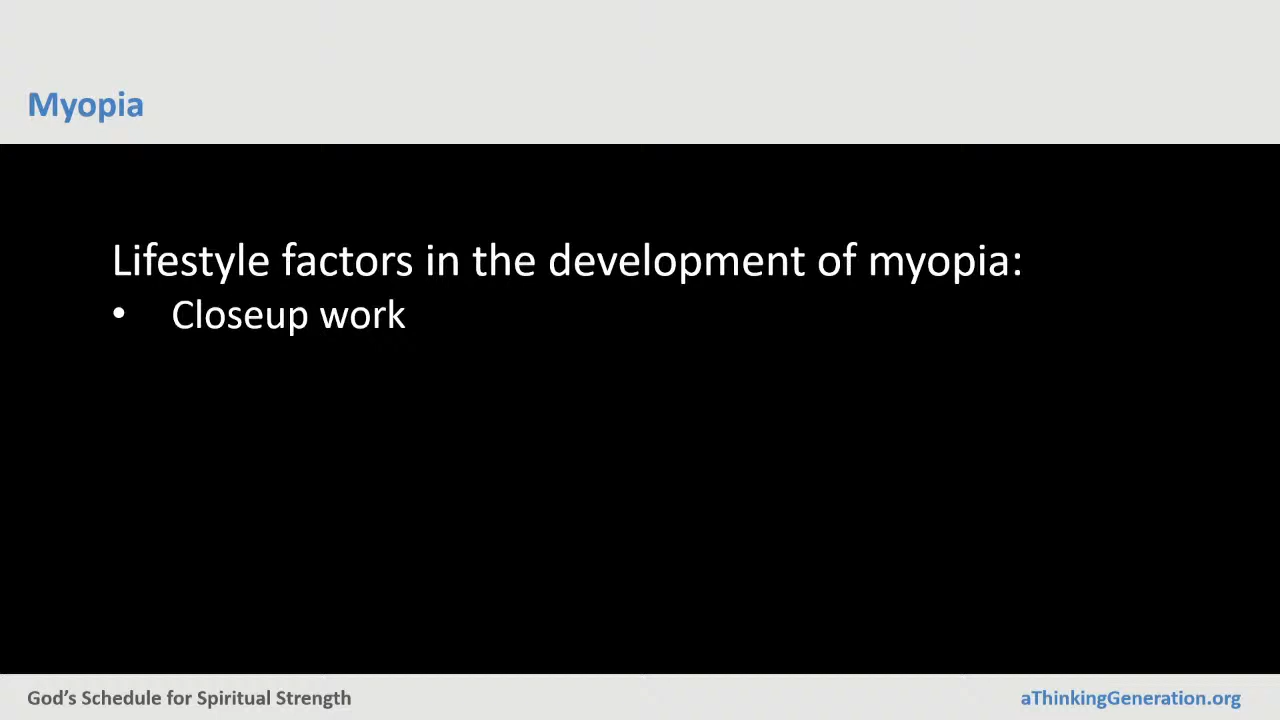 Myopia
Lifestyle factors in the development of myopia:
• Closeup work
God’s Schedule for Spiritual Strength
aThinkingGeneration.org